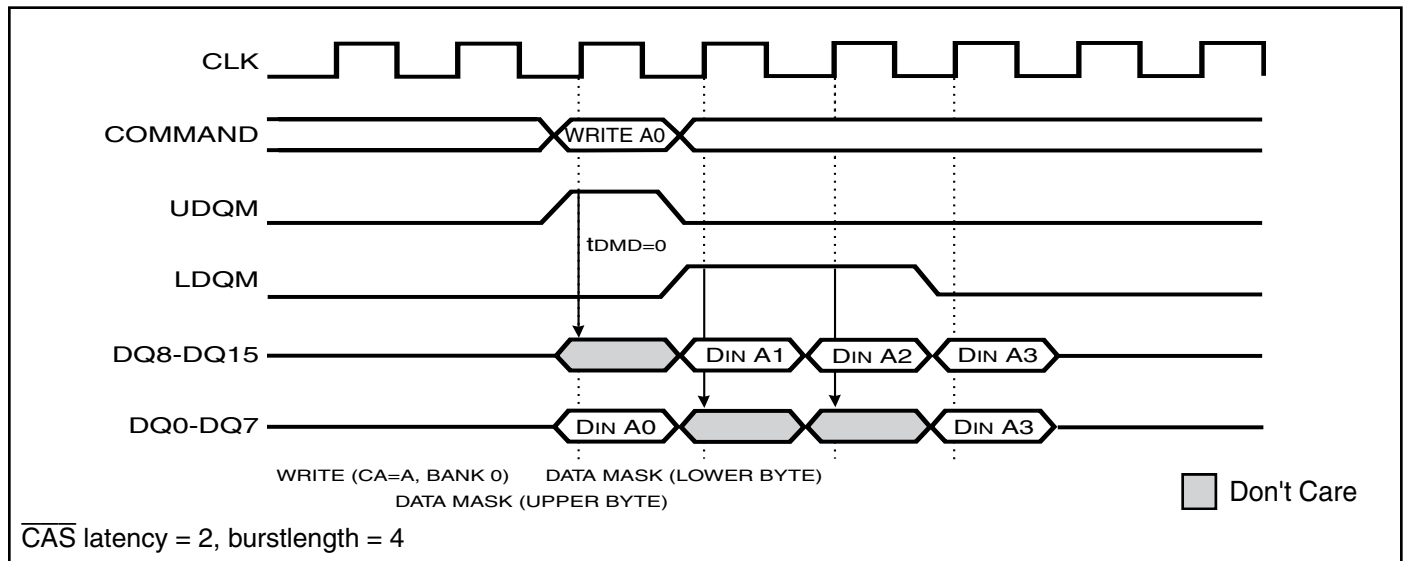 CLK
COMMAND WRITE A0
UDQM
tDMD=0
LDQM
DQ8-DQ15 DIN A1 DIN A2 DIN A3
DQ0-DQ7 DIN A0 DIN A3
WRITE (CA=A, BANK 0) DATA MASK (LOWER BYTE)
DATA MASK (UPPER BYTE)
Don't Care
CAS latency = 2, burstlength = 4